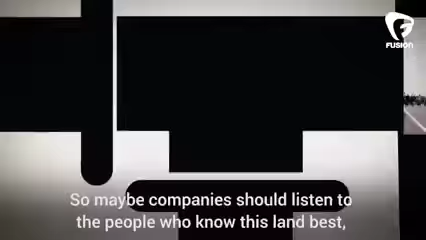 FUSION
So maybe companies should listen to
the people who know this land best,